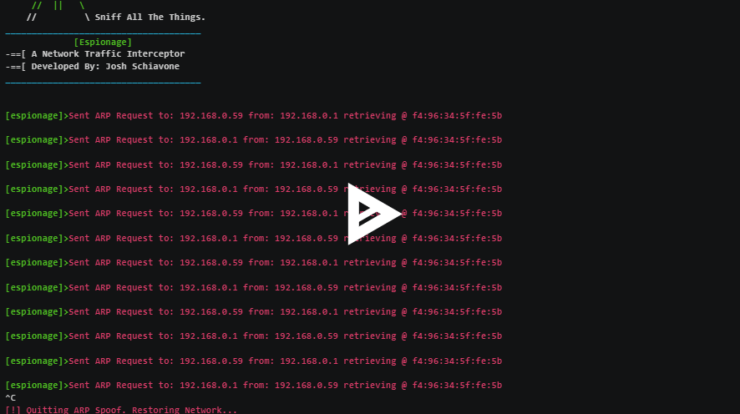 //  ||   \
//         \ Sniff All The Things.
[Espionage]
-==[ A Network Traffic Interceptor
-==[ Developed By: Josh Schiavone
[espionage]>Sent ARP Request to: 192.168.0.59 from: 192.168.0.1 retrieving @ f4:96:34:5f:fe:5b
[espionage]>Sent ARP Request to: 192.168.0.1 from: 192.168.0.59 retrieving @ f4:96:34:5f:fe:5b
[espionage]>Sent ARP Request to: 192.168.0.59 from: 192.168.0.1 retrieving @ f4:96:34:5f:fe:5b
[espionage]>Sent ARP Request to: 192.168.0.1 from: 192.168.0.59 retrieving @ f4:96:34:5f:fe:5b
[espionage]>Sent ARP Request to: 192.168.0.59 from: 192.168.0.1 @ f4:96:34:5f:fe:5b
[espionage]>Sent ARP Request to: 192.168.0.1 from: 192.168.0.59 retrieving @ f4:96:34:5f:fe:5b
[espionage]>Sent ARP Request to: 192.168.0.59 from: 192.168.0.1 retrieving @ f4:96:34:5f:fe:5b
[espionage]>Sent ARP Request to: 192.168.0.1 from: 192.168.0.59 retrieving @ f4:96:34:5f:fe:5b
[espionage]>Sent ARP Request to: 192.168.0.59 from: 192.168.0.1 retrieving @ f4:96:34:5f:fe:5b
[espionage]>Sent ARP Request to: 192.168.0.1 from: 192.168.0.59 retrieving @ f4:96:34:5f:fe:5b
[espionage]>Sent ARP Request to: 192.168.0.59 from: 192.168.0.1 retrieving @ f4:96:34:5f:fe:5b
[espionage]>Sent ARP Request to: 192.168.0.1 from: 192.168.0.59 retrieving @ f4:96:34:5f:fe:5b
^C
[!] Quitting ARP Spoof. Restoring Network...